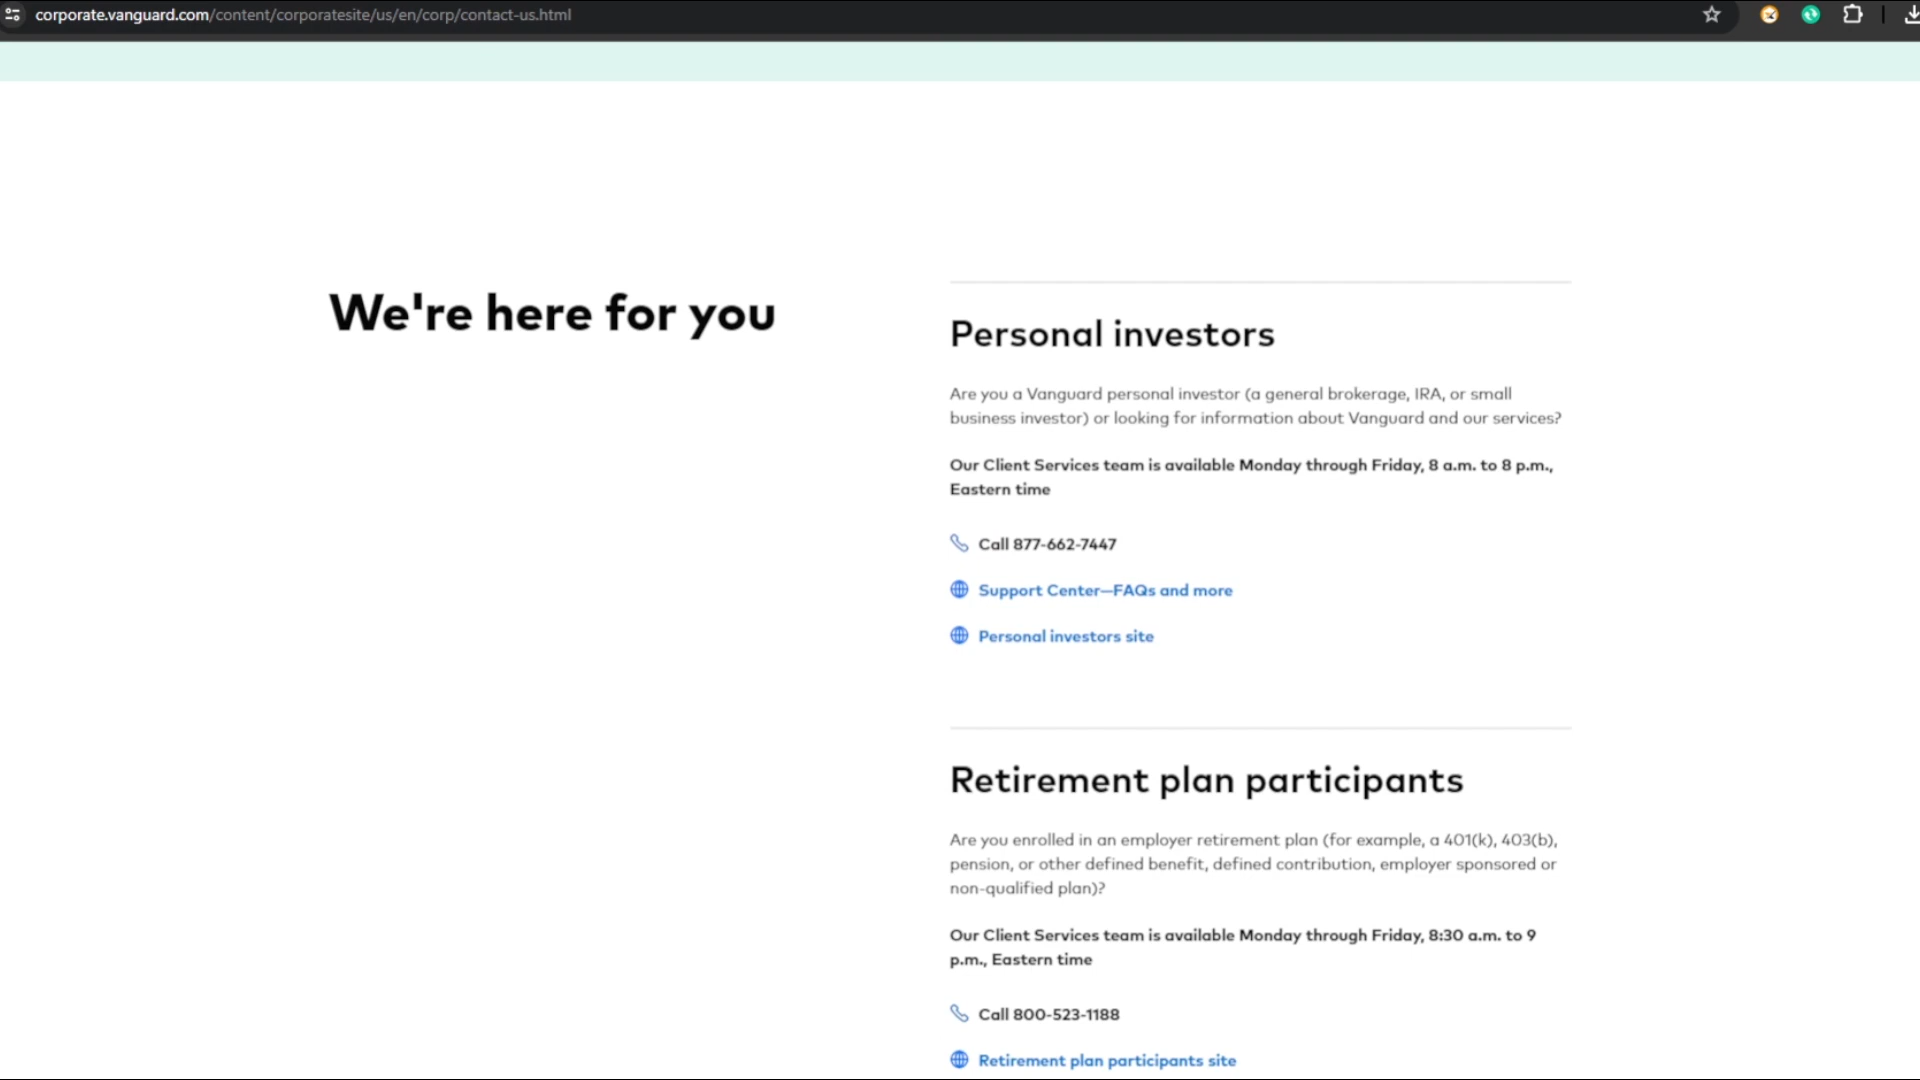 corporate.vanguard.com/content/corporatesite/us/en/corp/contact-us.html
We're here for you
Personal investors
Are you a Vanguard personal investor (a general brokerage, IRA, or small
business investor) or looking for information about Vanguard and our services?
Our Client Services team is available Monday through Friday, 8 a.m. to 8 p.m.,
Eastern time
Call 877-662-7447
Support Center—FAQs and more
Personal investors site
Retirement plan participants
Are you enrolled in an employer retirement plan (for example, a 401(k), 403(b),
pension, or other defined benefit, defined contribution, employer sponsored or
non-qualified plan)?
Our Client Services team is available Monday through Friday, 8:30 a.m. to 9
p.m., Eastern time
Call 800-523-1188
Retirement plan participants site